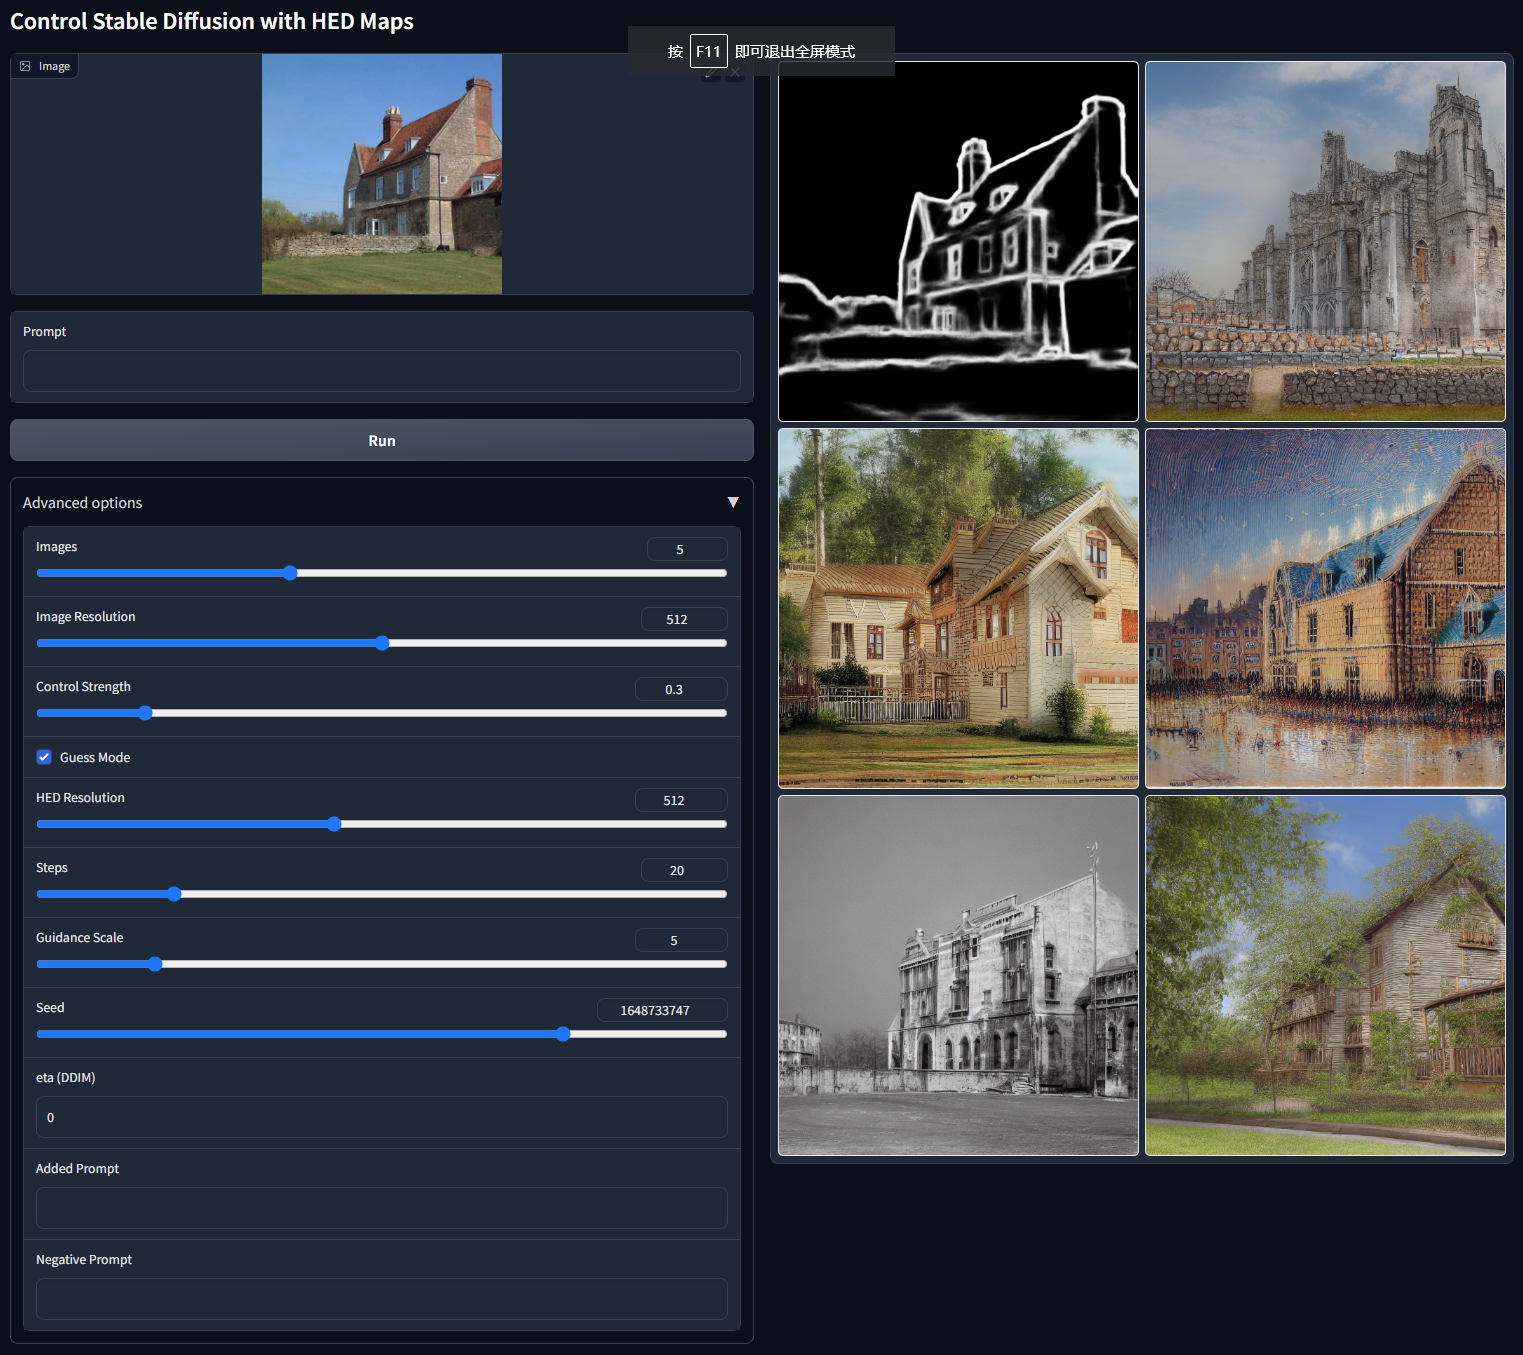 Control Stable Diffusion with HED Maps
按 F11 即可退出全屏模式
Image
Prompt
Run
Advanced options
Images
5
Image Resolution
512
Control Strength
0.3
Guess Mode
HED Resolution
512
Steps
20
Guidance Scale
5
Seed
1648733747
eta (DDIM)
0
Added Prompt
Negative Prompt